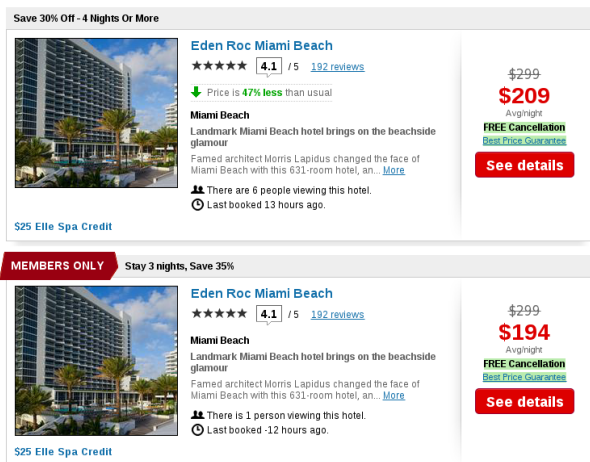 Save 30% Off - 4 Nights Or More
Eden Roc Miami Beach
4.1 / 5 192 reviews
Price is 47% less than usual
Miami Beach
Landmark Miami Beach hotel brings on the beachside
glamour
Famed architect Morris Lapidus changed the face of
Miami Beach with this 631-room hotel, an... More
There are 6 people viewing this hotel.
Last booked 13 hours ago.
$25 Elle Spa Credit
$299
$209
Avg/night
FREE Cancellation
Best Price Guarantee
See details
MEMBERS ONLY Stay 3 nights, Save 35%
Eden Roc Miami Beach
4.1 / 5 192 reviews
Miami Beach
Landmark Miami Beach hotel brings on the beachside
glamour
Famed architect Morris Lapidus changed the face of
Miami Beach with this 631-room hotel, an... More
There is 1 person viewing this hotel.
Last booked -12 hours ago.
$25 Elle Spa Credit
$299
$194
Avg/night
FREE Cancellation
Best Price Guarantee
See details